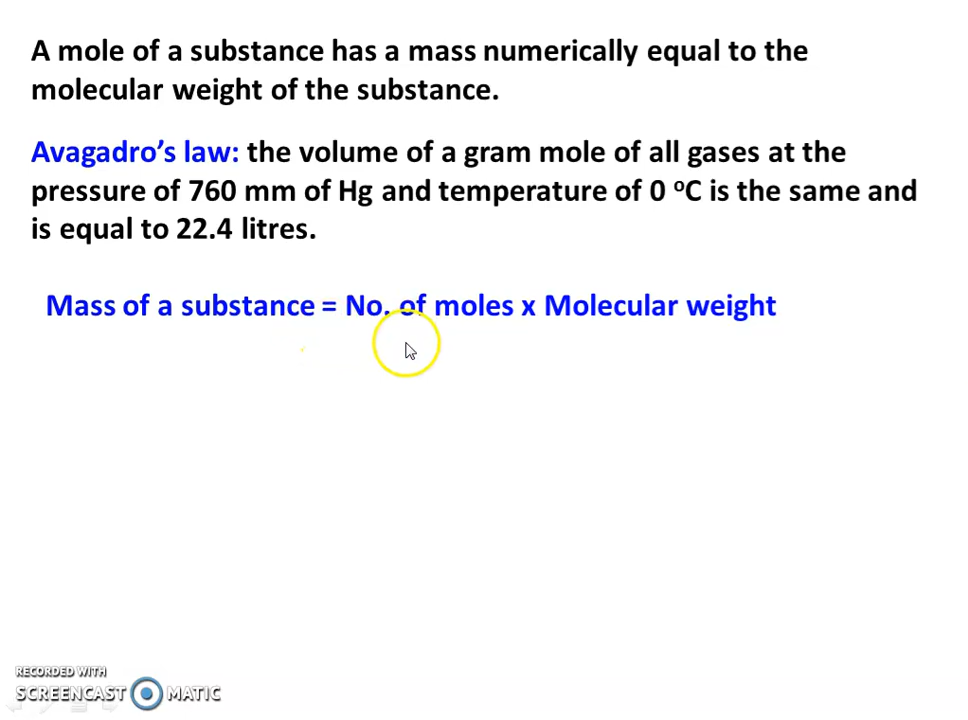 A mole of a substance has a mass numerically equal to the
molecular weight of the substance.
Avagadro's law: the volume of a gram mole of all gases at the
pressure of 760 mm of Hg and temperature of 0 °C is the same and
is equal to 22.4 litres.
Mass of a substance = No. of moles x Molecular weight
RECORDED WITH
SCREENCAST MATIC